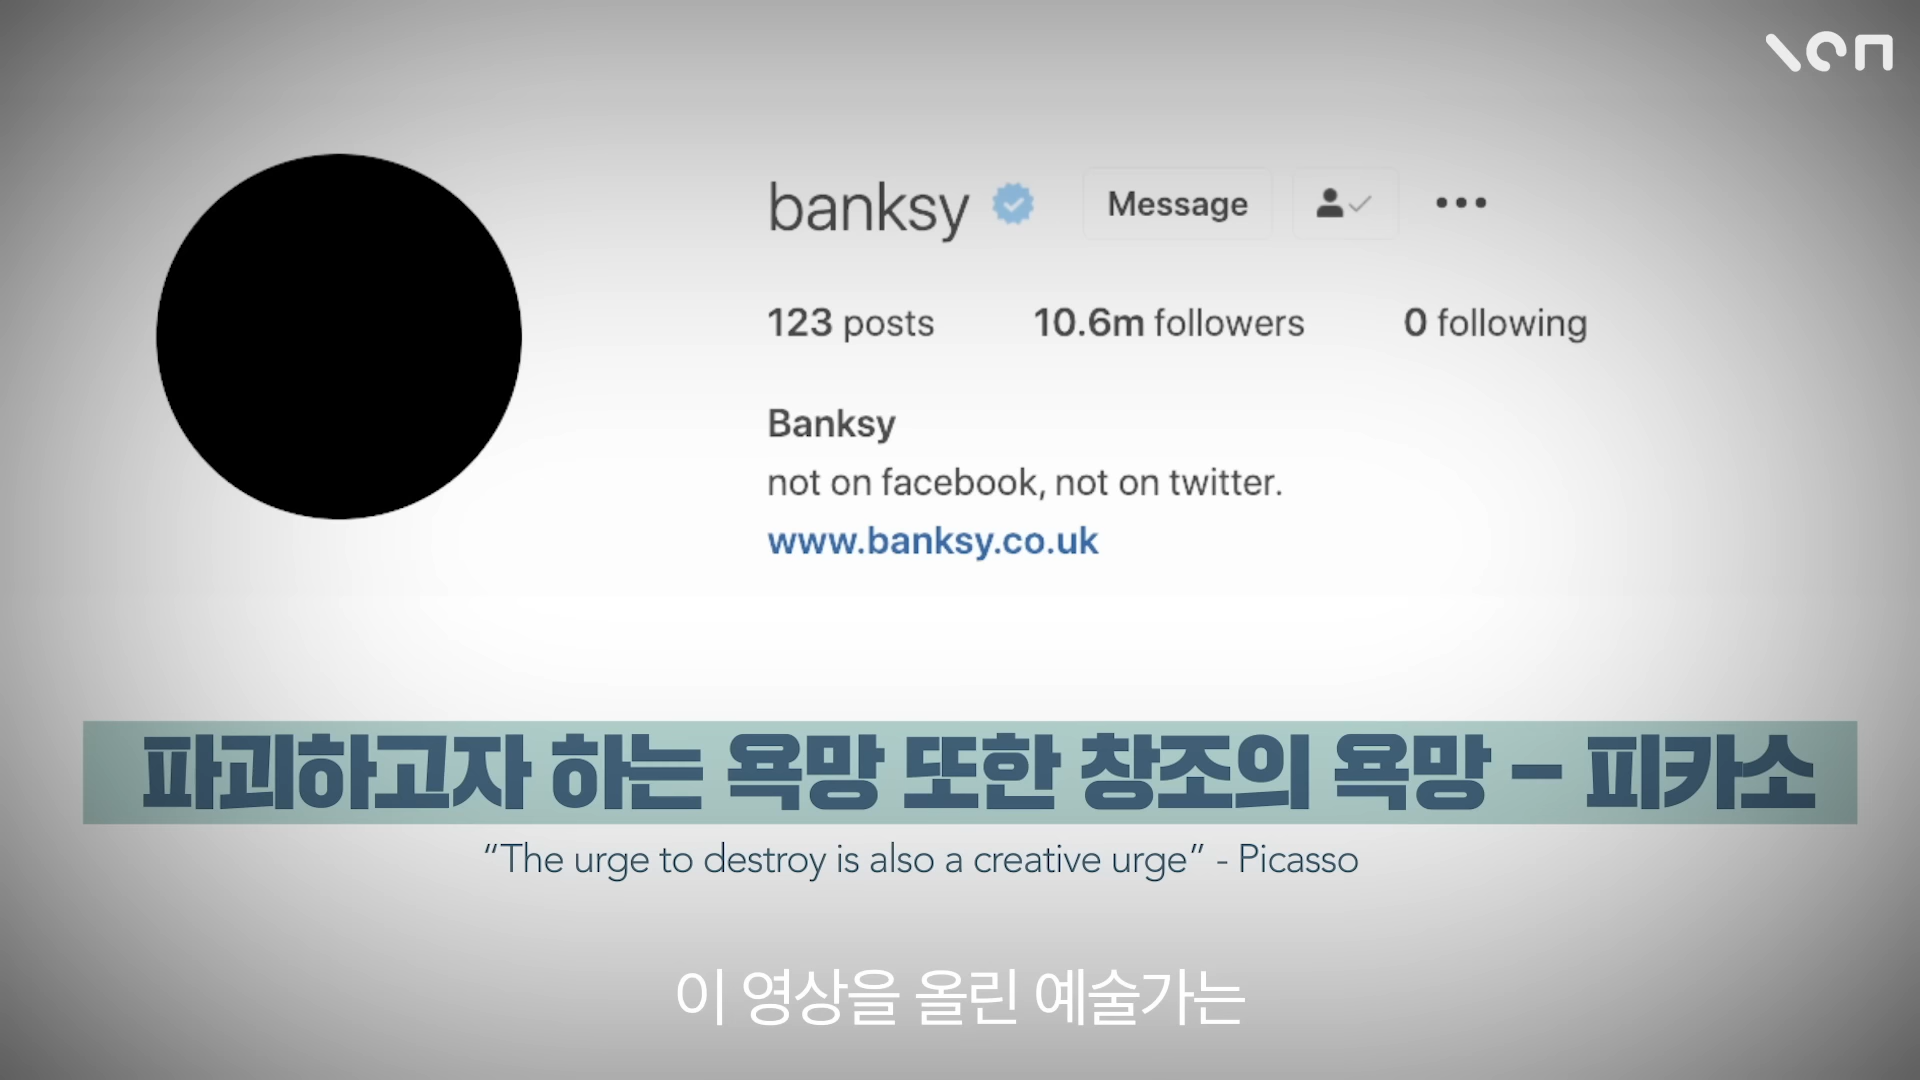 banksy Message
123 posts 10.6m followers 0 following
Banksy
not on facebook, not on twitter.
www.banksy.co.uk
파괴하고자 하는 욕망 또한 창조의 욕망 – 피카소
“The urge to destroy is also a creative urge” - Picasso
이 영상을 올린 예술가는